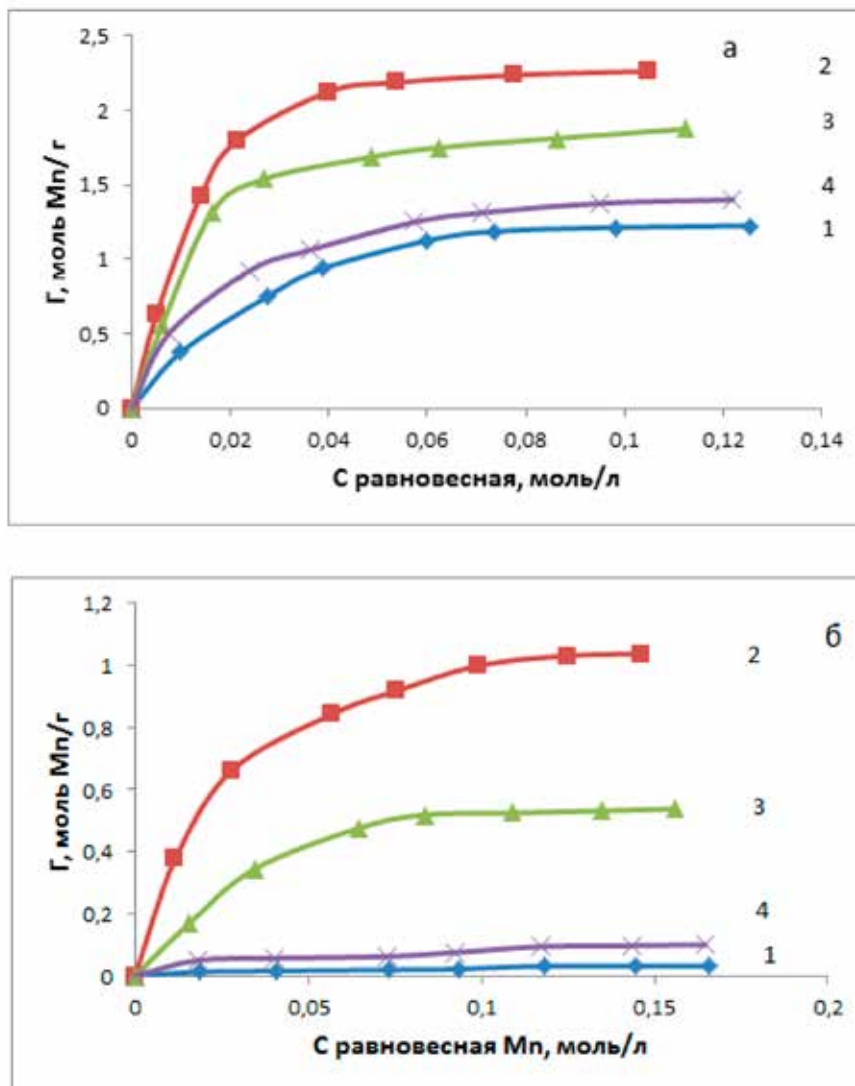 а
2,5
2
1,5
1
0,5
0
Г, моль Mn/ г
2
3
4
1
0 0,02 0,04 0,06 0,08 0,1 0,12 0,14
С равновесная, моль/л
б
1,2
1
0,8
0,6
0,4
0,2
0
Г, моль Mn/г
2
3
4
1
0 0,05 0,1 0,15 0,2
С равновесная Mn, моль/л